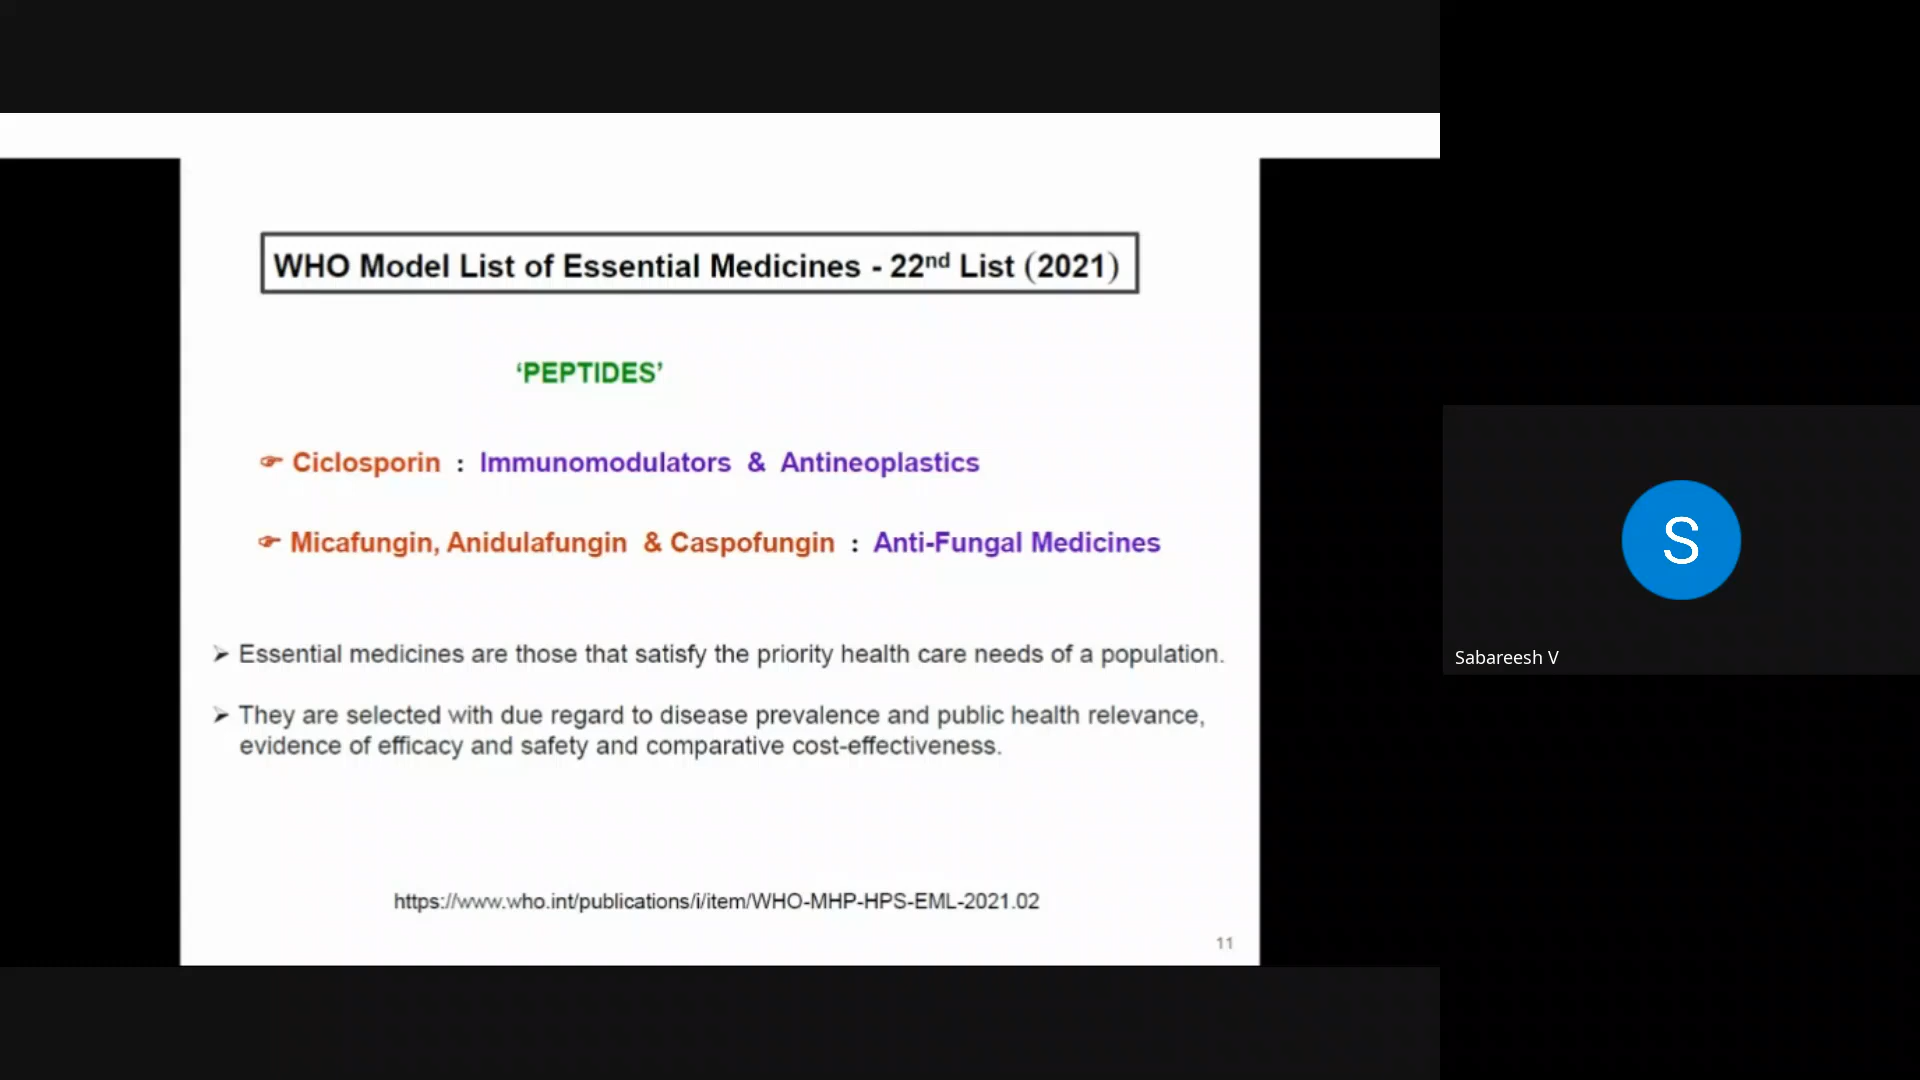 WHO Model List of Essential Medicines - 22nd List (2021)
‘PEPTIDES’
☞ Ciclosporin : Immunomodulators & Antineoplastics
☞ Micafungin, Anidulafungin & Caspofungin : Anti-Fungal Medicines
➢ Essential medicines are those that satisfy the priority health care needs of a population.
➢ They are selected with due regard to disease prevalence and public health relevance,
evidence of efficacy and safety and comparative cost-effectiveness.
https://www.who.int/publications/i/item/WHO-MHP-HPS-EML-2021.02
11
S
Sabareesh V